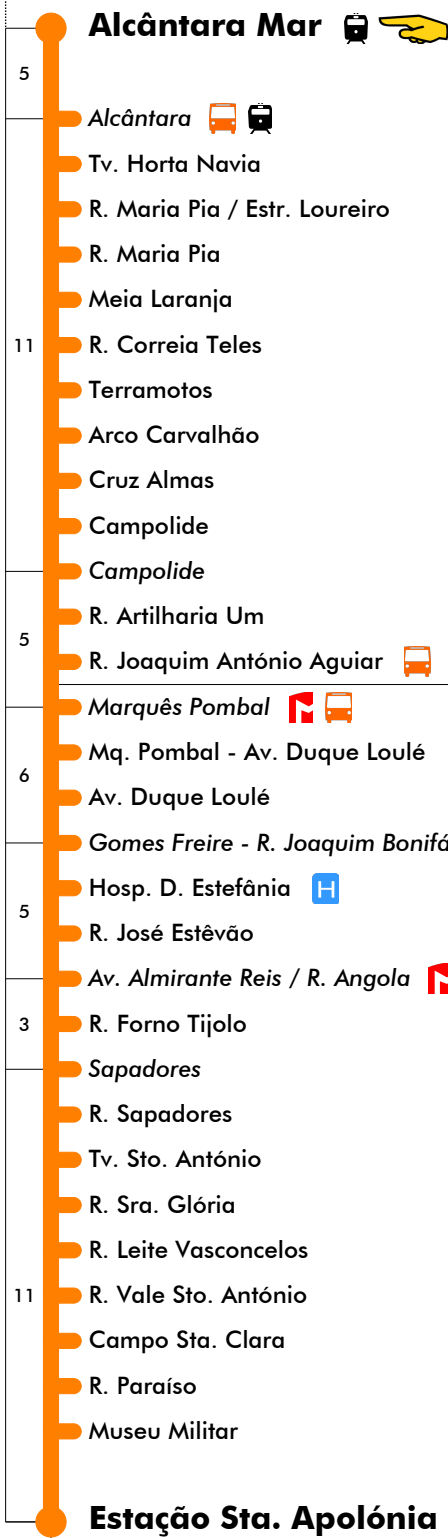 Alcântara Mar
5
Alcântara
Tv. Horta Navia
R. Maria Pia / Estr. Loureiro
R. Maria Pia
Meia Laranja
11
R. Correia Teles
Terramotos
Arco Carvalhão
Cruz Almas
Campolide
Campolide
R. Artilharia Um
5
R. Joaquim António Aguiar
Marquês Pombal
Mq. Pombal - Av. Duque Loulé
6
Av. Duque Loulé
Gomes Freire - R. Joaquim Bonifá
Hosp. D. Estefânia H
5
R. José Estêvão
Av. Almirante Reis / R. Angola
3
R. Forno Tijolo
Sapadores
R. Sapadores
Tv. Sto. António
R. Sra. Glória
R. Leite Vasconcelos
11
R. Vale Sto. António
Campo Sta. Clara
R. Paraíso
Museu Militar
Estação Sta. Apolónia